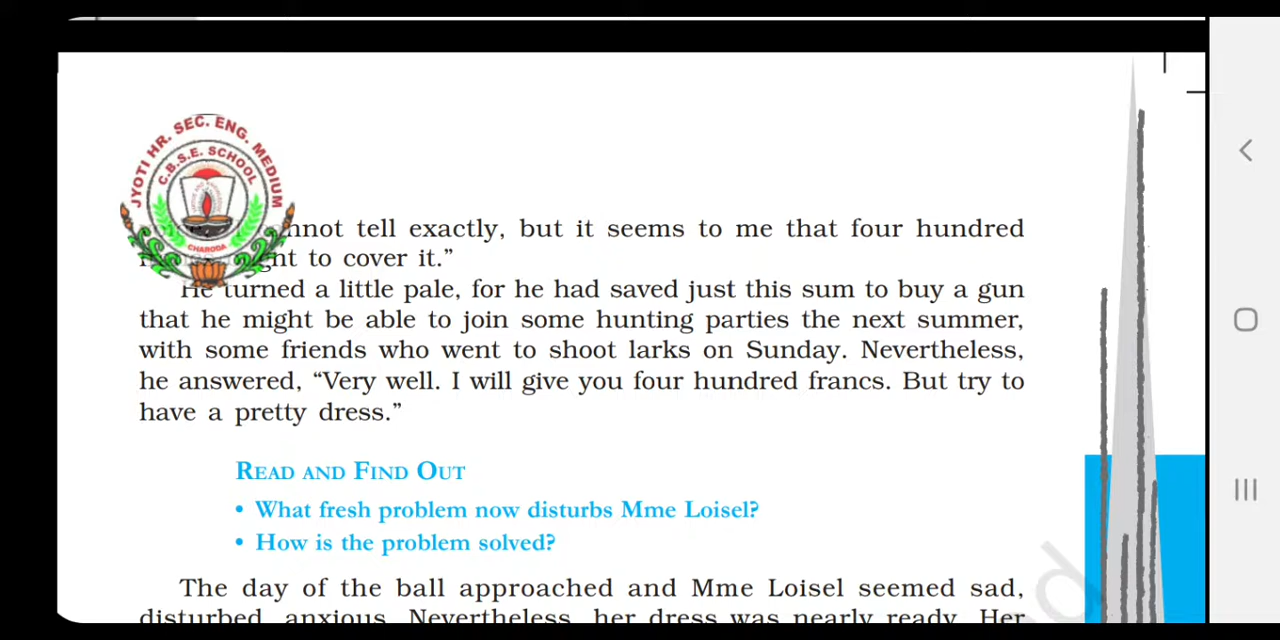 JYOTI HR. SEC. ENG. MEDIUM
C.B.S.E. SCHOOL
CHARODA
tell exactly, but it seems to me that four hundred
to cover it.”
He turned a little pale, for he had saved just this sum to buy a gun
that he might be able to join some hunting parties the next summer,
with some friends who went to shoot larks on Sunday. Nevertheless,
he answered, “Very well. I will give you four hundred francs. But try to
have a pretty dress.”
READ AND FIND OUT
• What fresh problem now disturbs Mme Loisel?
• How is the problem solved?
The day of the ball approached and Mme Loisel seemed sad,
disturbed, anxious. Nevertheless, her dress was nearly ready. Her